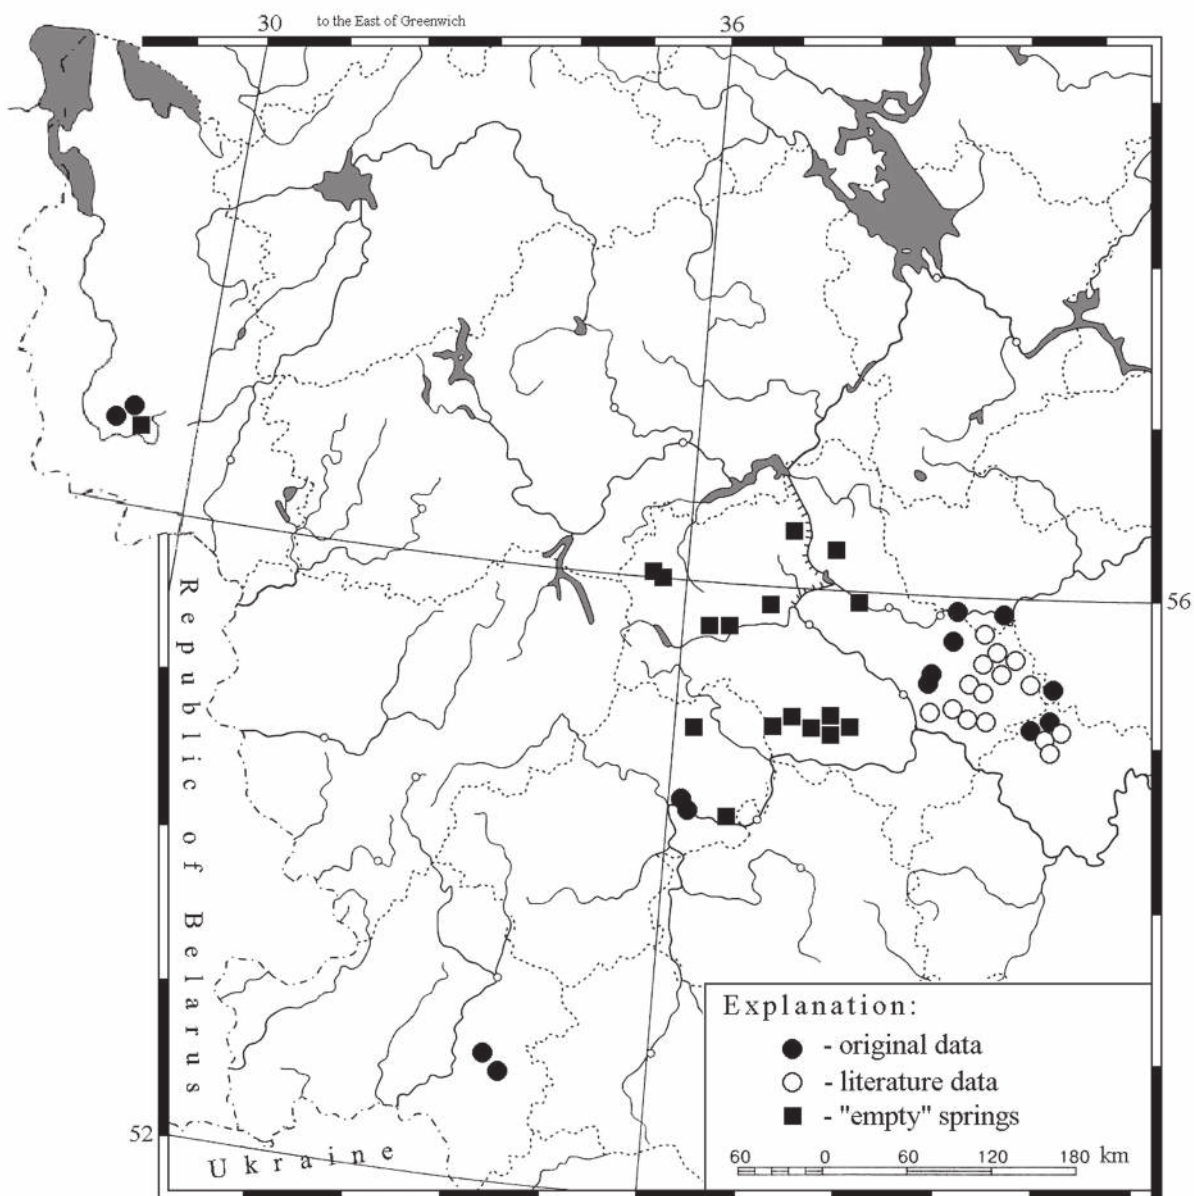 30 to the East of Greenwich 36
56
Republic of Belarus
52
Ukraine
Explanation:
- original data
- literature data
- "empty" springs
60 0 60 120 180 km